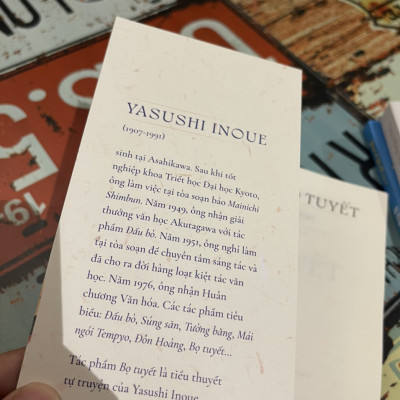 YASUSHI INOUE
(1907-1991)
sinh tại Asahikawa. Sau khi tốt
nghiệp khoa Triết học Đại học Kyoto,
ông làm việc tại tòa soạn báo Mainichi
Shimbun. Năm 1949, ông nhận giải
thưởng văn học Akutagawa với tác
phẩm Đấu bò. Năm 1951, ông nghỉ làm
tại tòa soạn để chuyên tâm sáng tác và
đã cho ra đời hàng loạt kiệt tác văn
học. Năm 1976, ông nhận Huân
chương Văn hóa. Các tác phẩm tiêu
biểu: Đấu bò, Súng săn, Tường băng, Mái
ngói Tempyo, Đôn Hoàng, Bọ tuyết...
Tác phẩm Bọ tuyết là tiểu thuyết
tự truyện của Yasushi Inoue
TUYẾT
19